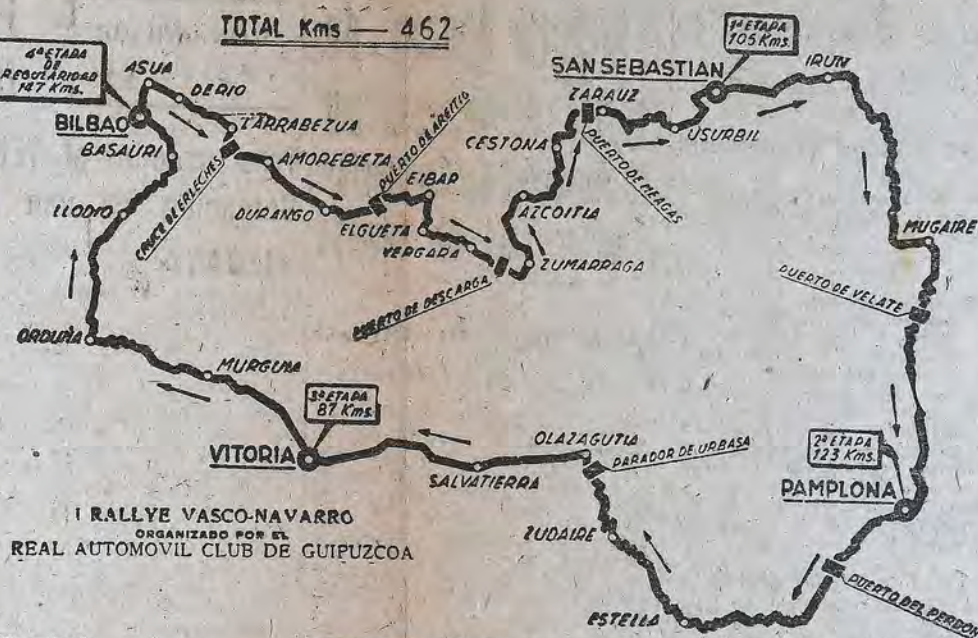 TOTAL Kms — 462
4ª ETAPA
DE
REGULARIDAD
147 Kms.
ASUA
DERIO
BILBAO
LARRABEZUA
BASAURI
CRUCE DE ERLECHES
AMOREBIETA
LLODIO
DURANGO
PUERTO DE AREITIO
EIBAR
ELGUETA
VERGARA
PUERTO DE DESCARGA
ZUMARRAGA
AZCOITIA
CESTONA
ZARAUZ
PUERTO DE MEAGAS
USURBIL
SAN SEBASTIAN
1ª ETAPA
105 Kms.
IRUN
MUGAIRE
PUERTO DE VELATE
2ª ETAPA
123 Kms.
PAMPLONA
PUERTO DEL PERDON
ESTELLA
ZUDAIRE
PARADOR DE URBASA
OLAZAGUTIA
SALVATIERRA
3ª ETAPA
87 Kms.
VITORIA
MURGUIA
ORDUÑA
I RALLYE VASCO-NAVARRO
ORGANIZADO POR EL
REAL AUTOMOVIL CLUB DE GUIPUZCOA